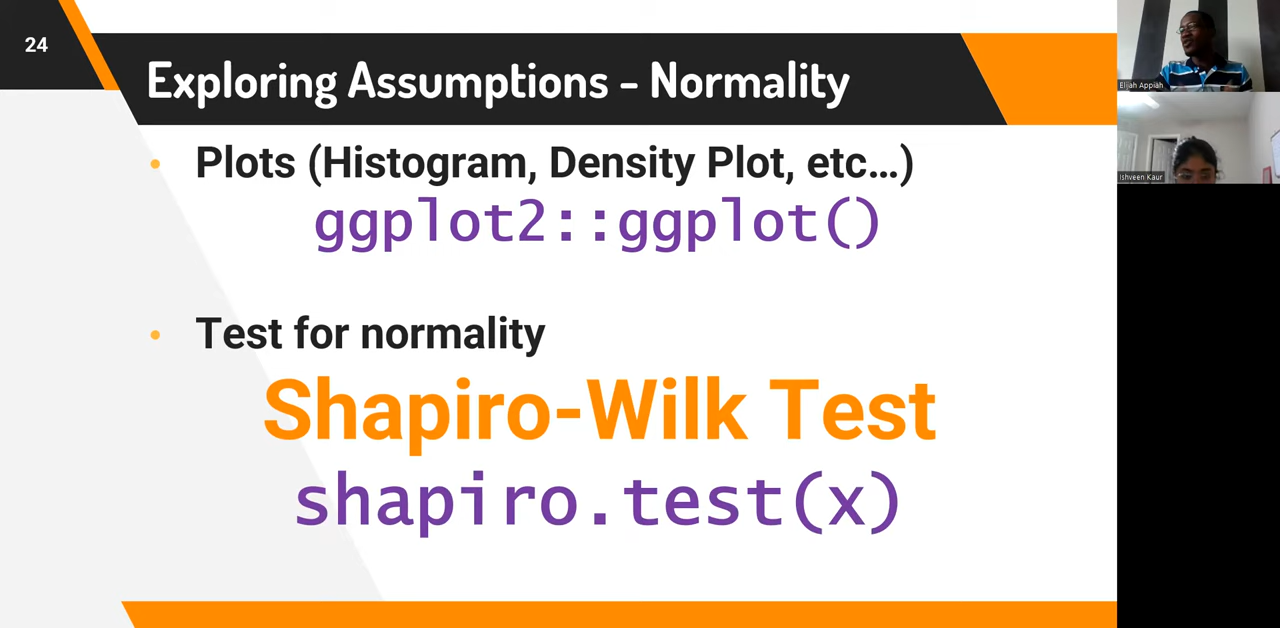 24
Exploring Assumptions – Normality
• Plots (Histogram, Density Plot, etc...)
ggplot2::ggplot()
• Test for normality
Shapiro-Wilk Test
shapiro.test(x)
Elijah Appiah
Ishveen Kaur